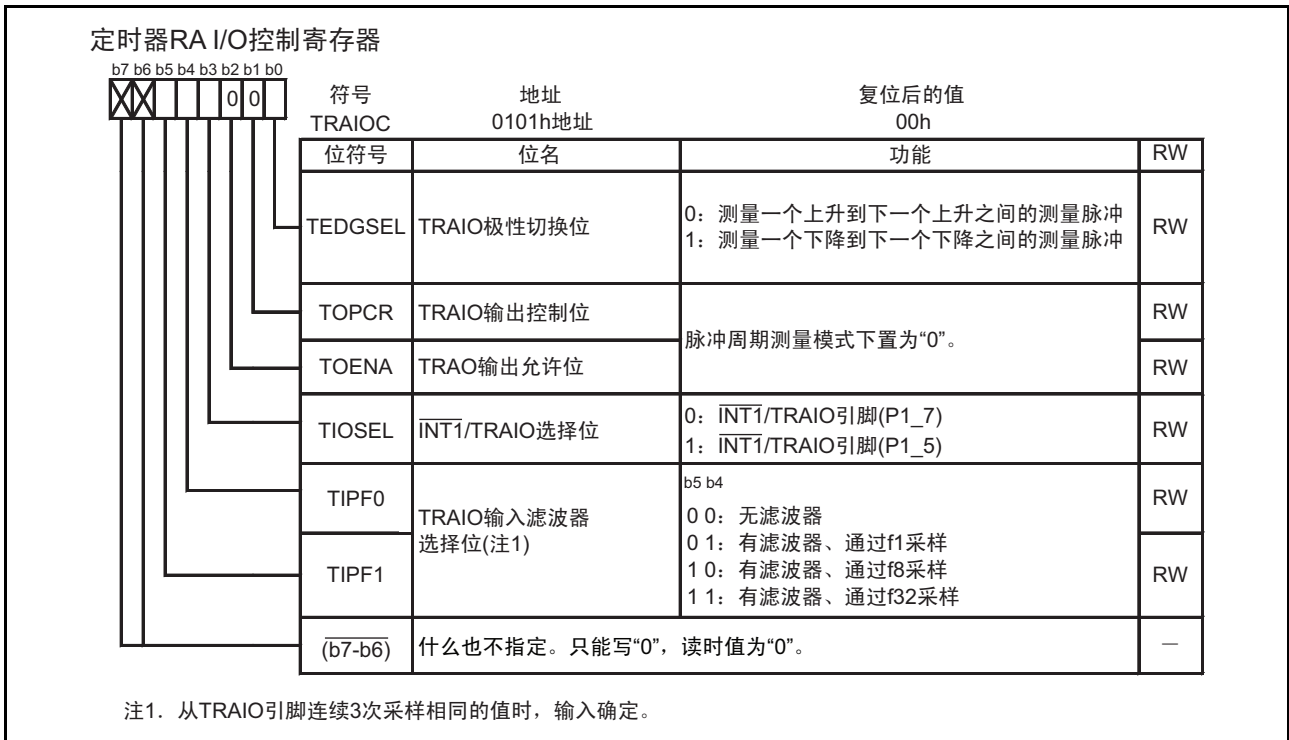 定时器RA I/O控制寄存器
b7 b6 b5 b4 b3 b2 b1 b0
0 0
符号 地址 复位后的值
TRAIOC 0101h地址 00h
位符号 位名 功能 RW
TEDGSEL TRAIO极性切换位 0：测量一个上升到下一个上升之间的测量脉冲 RW
1：测量一个下降到下一个下降之间的测量脉冲
TOPCR TRAIO输出控制位 RW
脉冲周期测量模式下置为“0”。
TOENA TRAO输出允许位 RW
TIOSEL I̅N̅T̅1̅/TRAIO选择位 0：I̅N̅T̅1̅/TRAIO引脚(P1_7) RW
1：I̅N̅T̅1̅/TRAIO引脚(P1_5)
TIPF0 TRAIO输入滤波器 b5 b4 RW
选择位(注1) 0 0：无滤波器
0 1：有滤波器、通过f1采样
TIPF1 1 0：有滤波器、通过f8采样 RW
1 1：有滤波器、通过f32采样
(b7-b6) 什么也不指定。只能写“0”，读时值为“0”。 －
注1. 从TRAIO引脚连续3次采样相同的值时，输入确定。